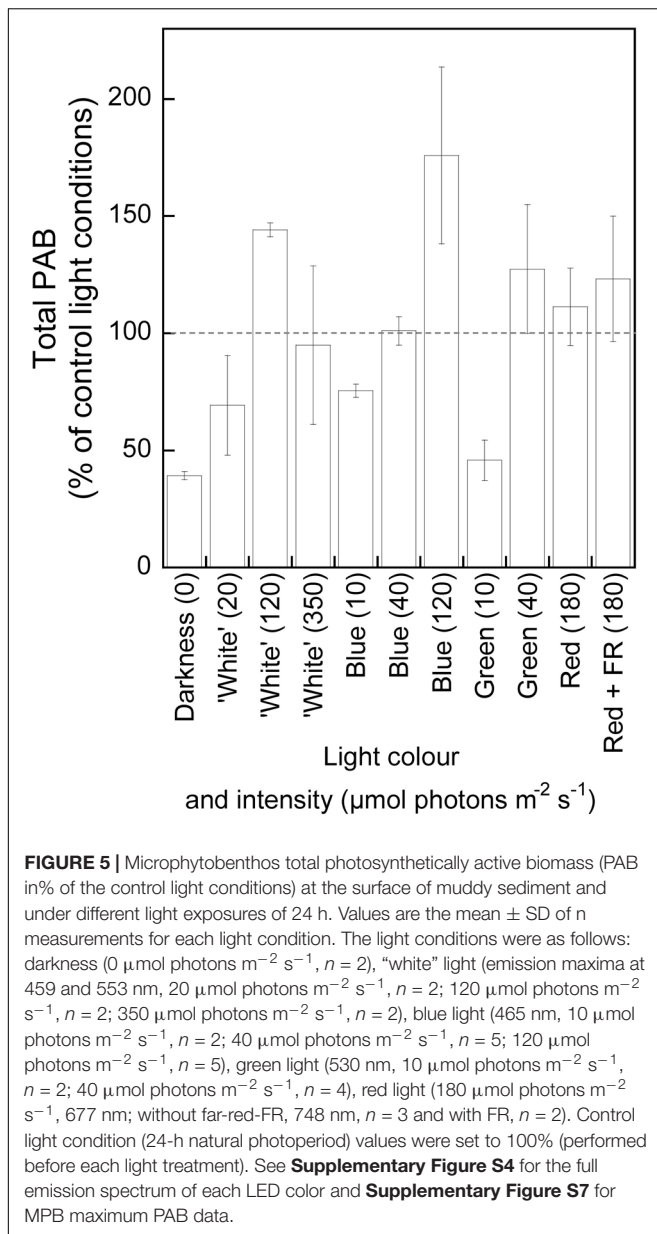 200
150
100
50
0
Total PAB
(% of control light conditions)
Darkness (0)
'White' (20)
'White' (120)
'White' (350)
Blue (10)
Blue (40)
Blue (120)
Green (10)
Green (40)
Red (180)
Red + FR (180)
Light colour
and intensity (µmol photons m⁻² s⁻¹)
FIGURE 5 | Microphytobenthos total photosynthetically active biomass (PAB
in% of the control light conditions) at the surface of muddy sediment and
under different light exposures of 24 h. Values are the mean ± SD of n
measurements for each light condition. The light conditions were as follows:
darkness (0 μmol photons m⁻² s⁻¹, n = 2), “white” light (emission maxima at
459 and 553 nm, 20 μmol photons m⁻² s⁻¹, n = 2; 120 μmol photons m⁻²
s⁻¹, n = 2; 350 μmol photons m⁻² s⁻¹, n = 2), blue light (465 nm, 10 μmol
photons m⁻² s⁻¹, n = 2; 40 μmol photons m⁻² s⁻¹, n = 5; 120 μmol
photons m⁻² s⁻¹, n = 5), green light (530 nm, 10 μmol photons m⁻² s⁻¹,
n = 2; 40 μmol photons m⁻² s⁻¹, n = 4), red light (180 μmol photons m⁻²
s⁻¹, 677 nm; without far-red-FR, 748 nm, n = 3 and with FR, n = 2). Control
light condition (24-h natural photoperiod) values were set to 100% (performed
before each light treatment). See Supplementary Figure S4 for the full
emission spectrum of each LED color and Supplementary Figure S7 for
MPB maximum PAB data.